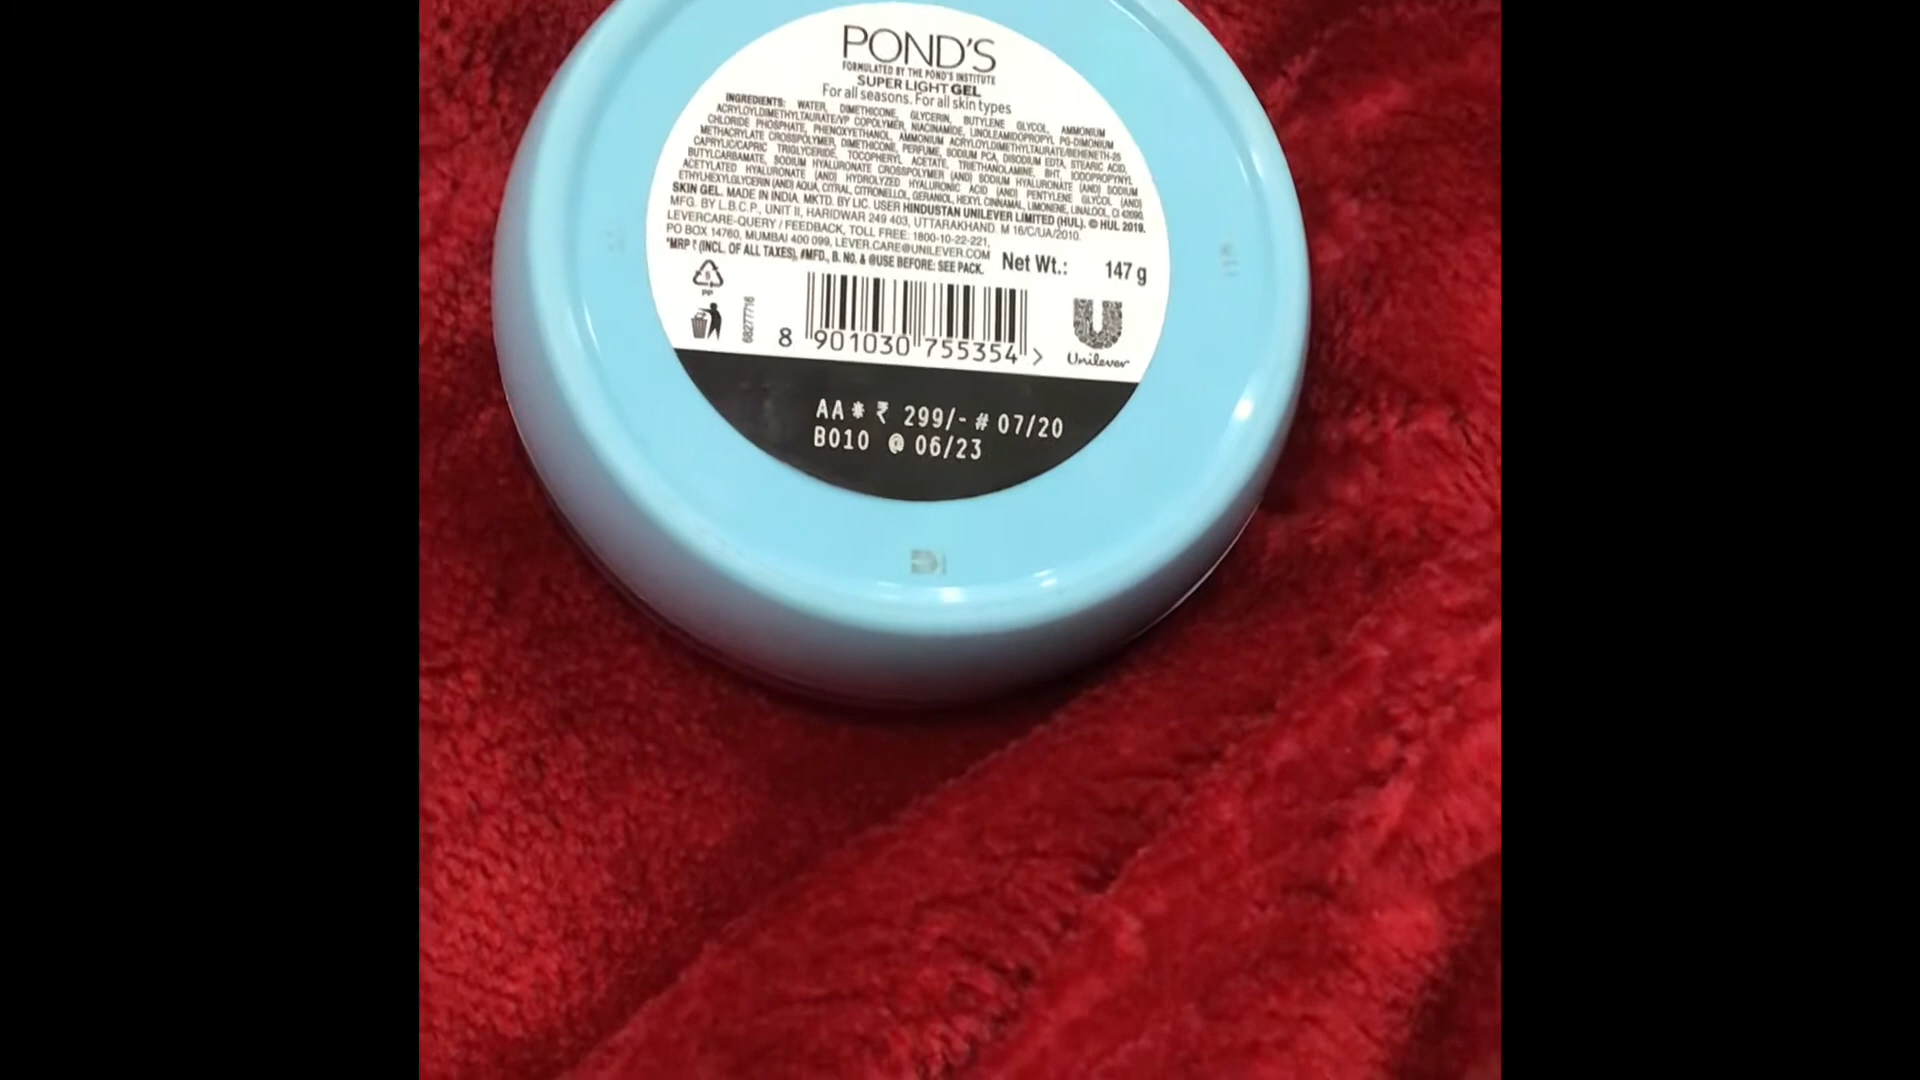 POND'S
FORMULATED BY THE POND'S INSTITUTE
SUPER LIGHT GEL
For all seasons. For all skin types
INGREDIENTS: WATER, DIMETHICONE, GLYCERIN, BUTYLENE GLYCOL, AMMONIUM
ACRYLOYLDIMETHYLTAURATE/VP COPOLYMER, NIACINAMIDE, LINOLEAMIDOPROPYL PG-DIMONIUM
CHLORIDE PHOSPHATE, PHENOXYETHANOL, AMMONIUM ACRYLOYLDIMETHYLTAURATE/BEHENETH-25
METHACRYLATE CROSSPOLYMER, DIMETHICONE, PERFUME, SODIUM PCA, DISODIUM EDTA, STEARIC ACID,
CAPRYLIC/CAPRIC TRIGLYCERIDE, TOCOPHERYL ACETATE, TRIETHANOLAMINE, BHT, IODOPROPYNYL
BUTYLCARBAMATE, SODIUM HYALURONATE CROSSPOLYMER (AND) SODIUM HYALURONATE (AND) SODIUM
ACETYLATED HYALURONATE (AND) HYDROLYZED HYALURONIC ACID (AND) PENTYLENE GLYCOL (AND)
ETHYLHEXYLGLYCERIN (AND) AQUA, CITRAL, CITRONELLOL, GERANIOL, HEXYL CINNAMAL, LIMONENE, LINALOOL, CI 42090.
SKIN GEL. MADE IN INDIA. MKTD. BY LIC. USER HINDUSTAN UNILEVER LIMITED (HUL). © HUL 2019.
MFG. BY L.B.C.P., UNIT II, HARIDWAR 249 403, UTTARAKHAND. M 16/C/UA/2010.
LEVERCARE-QUERY / FEEDBACK, TOLL FREE: 1800-10-22-221,
PO BOX 14760, MUMBAI 400 099, LEVER.CARE@UNILEVER.COM
*MRP ₹ (INCL. OF ALL TAXES), #MFD., B. NO. & @USE BEFORE: SEE PACK.
Net Wt.: 147 g
5
PP
68277716
8 901030 755354 >
Unilever
AA * ₹ 299/- # 07/20
B010 @ 06/23